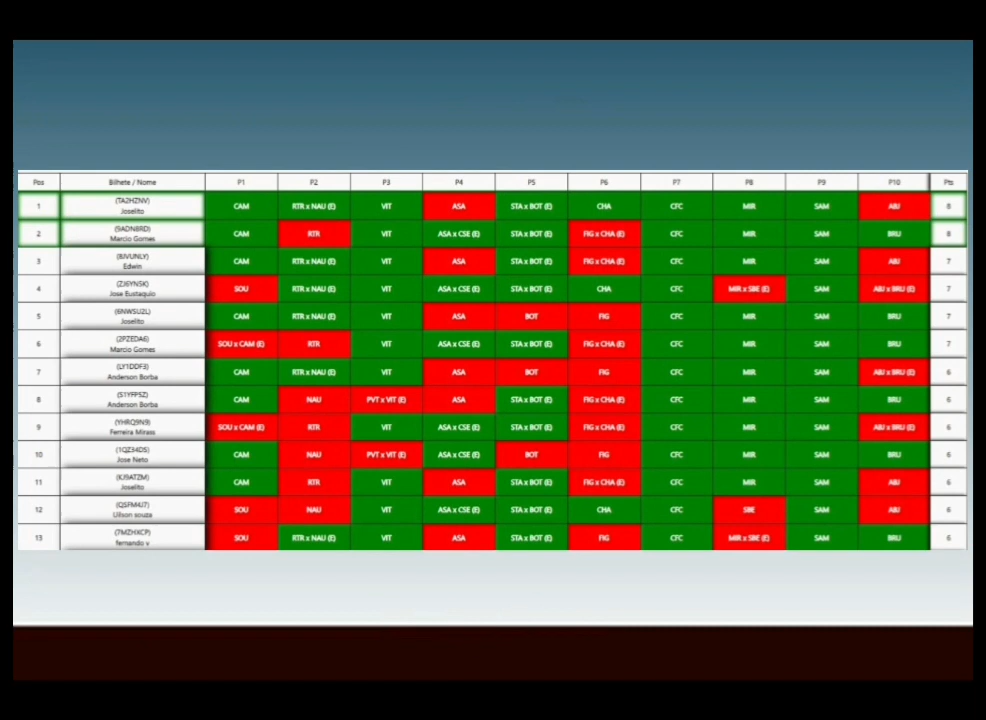 Pos Bilhete / Nome P1 P2 P3 P4 P5 P6 P7 P8 P9 P10 Pts
1 (TA2HZNV) CAM RTR x NAU (E) VIT ASA STA x BOT (E) CHA CFC MIR SAM ABJ 8
Joselito
2 (9ADN8RD) CAM RTR VIT ASA x CSE (E) STA x BOT (E) FIG x CHA (E) CFC MIR SAM BRU 8
Marcio Gomes
3 (8JVUNLY) CAM RTR x NAU (E) VIT ASA STA x BOT (E) FIG x CHA (E) CFC MIR SAM ABJ 7
Edwin
4 (ZJ6YNSK) SOU RTR x NAU (E) VIT ASA x CSE (E) STA x BOT (E) CHA CFC MIR x SBE (E) SAM ABJ x BRU (E) 7
Jose Eustaquio
5 (6NWSU2L) CAM RTR x NAU (E) VIT ASA BOT FIG CFC MIR SAM BRU 7
Joselito
6 (2PZEDA6) SOU x CAM (E) RTR VIT ASA x CSE (E) STA x BOT (E) FIG x CHA (E) CFC MIR SAM BRU 7
Marcio Gomes
7 (LY1DDF3) CAM RTR x NAU (E) VIT ASA BOT FIG CFC MIR SAM ABJ x BRU (E) 6
Anderson Borba
8 (S1YFP5Z) CAM NAU PVT x VIT (E) ASA STA x BOT (E) FIG x CHA (E) CFC MIR SAM BRU 6
Anderson Borba
9 (YHRQ9N9) SOU x CAM (E) RTR VIT ASA x CSE (E) STA x BOT (E) FIG x CHA (E) CFC MIR SAM ABJ x BRU (E) 6
Ferreira Mirass
10 (1QZ34DS) CAM NAU PVT x VIT (E) ASA x CSE (E) BOT FIG CFC MIR SAM BRU 6
Jose Neto
11 (KJ9ATZM) CAM RTR VIT ASA STA x BOT (E) FIG x CHA (E) CFC MIR SAM ABJ 6
Joselito
12 (QSFM4J7) SOU NAU VIT ASA x CSE (E) STA x BOT (E) CHA CFC SBE SAM ABJ 6
Uilson souza
13 (7MZHXCP) SOU RTR x NAU (E) VIT ASA STA x BOT (E) FIG CFC MIR x SBE (E) SAM BRU 6
fernando v